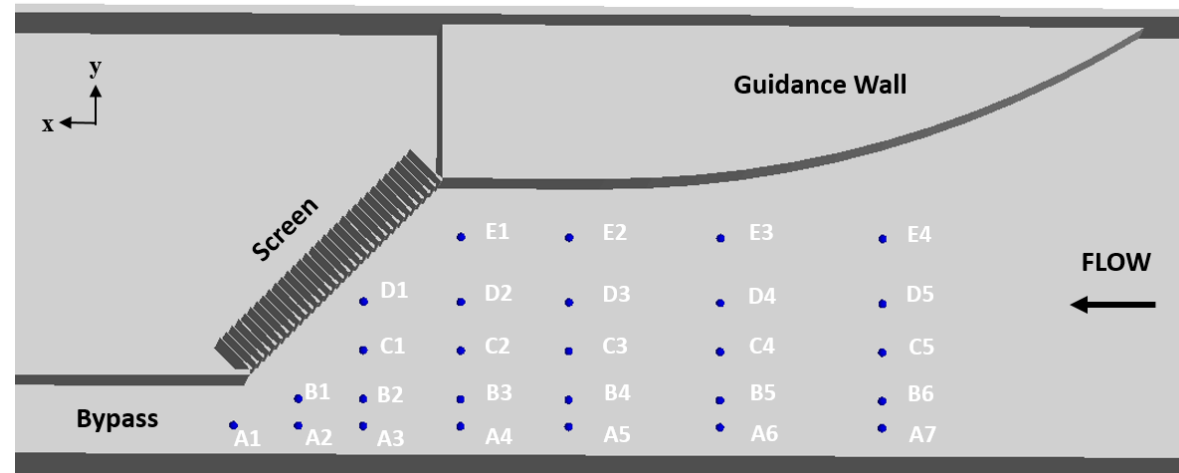 Guidance Wall
y
x
Screen
E1 E2 E3 E4
FLOW
D1 D2 D3 D4 D5
C1 C2 C3 C4 C5
B1 B2 B3 B4 B5 B6
Bypass
A1 A2 A3 A4 A5 A6 A7